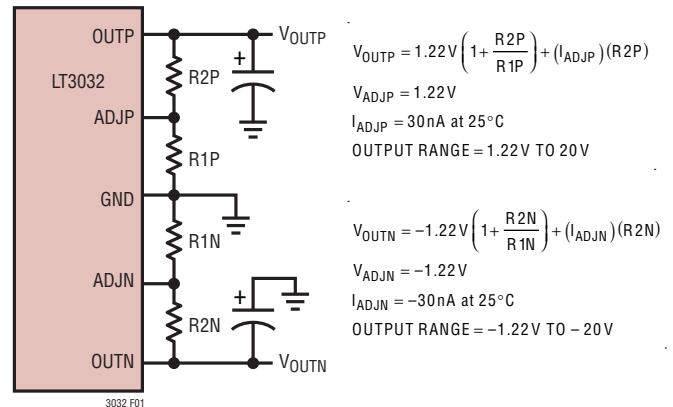 LT3032
OUTP
ADJP
GND
ADJN
OUTN
R2P
R1P
R1N
R2N
+
+
V_OUTP
V_OUTN
3032 F01
V_OUTP = 1.22V (1 + R2P/R1P) + (I_ADJP)(R2P)
V_ADJP = 1.22V
I_ADJP = 30nA at 25°C
OUTPUT RANGE = 1.22V TO 20V
V_OUTN = –1.22V (1 + R2N/R1N) + (I_ADJN)(R2N)
V_ADJN = –1.22V
I_ADJN = –30nA at 25°C
OUTPUT RANGE = –1.22V TO – 20V